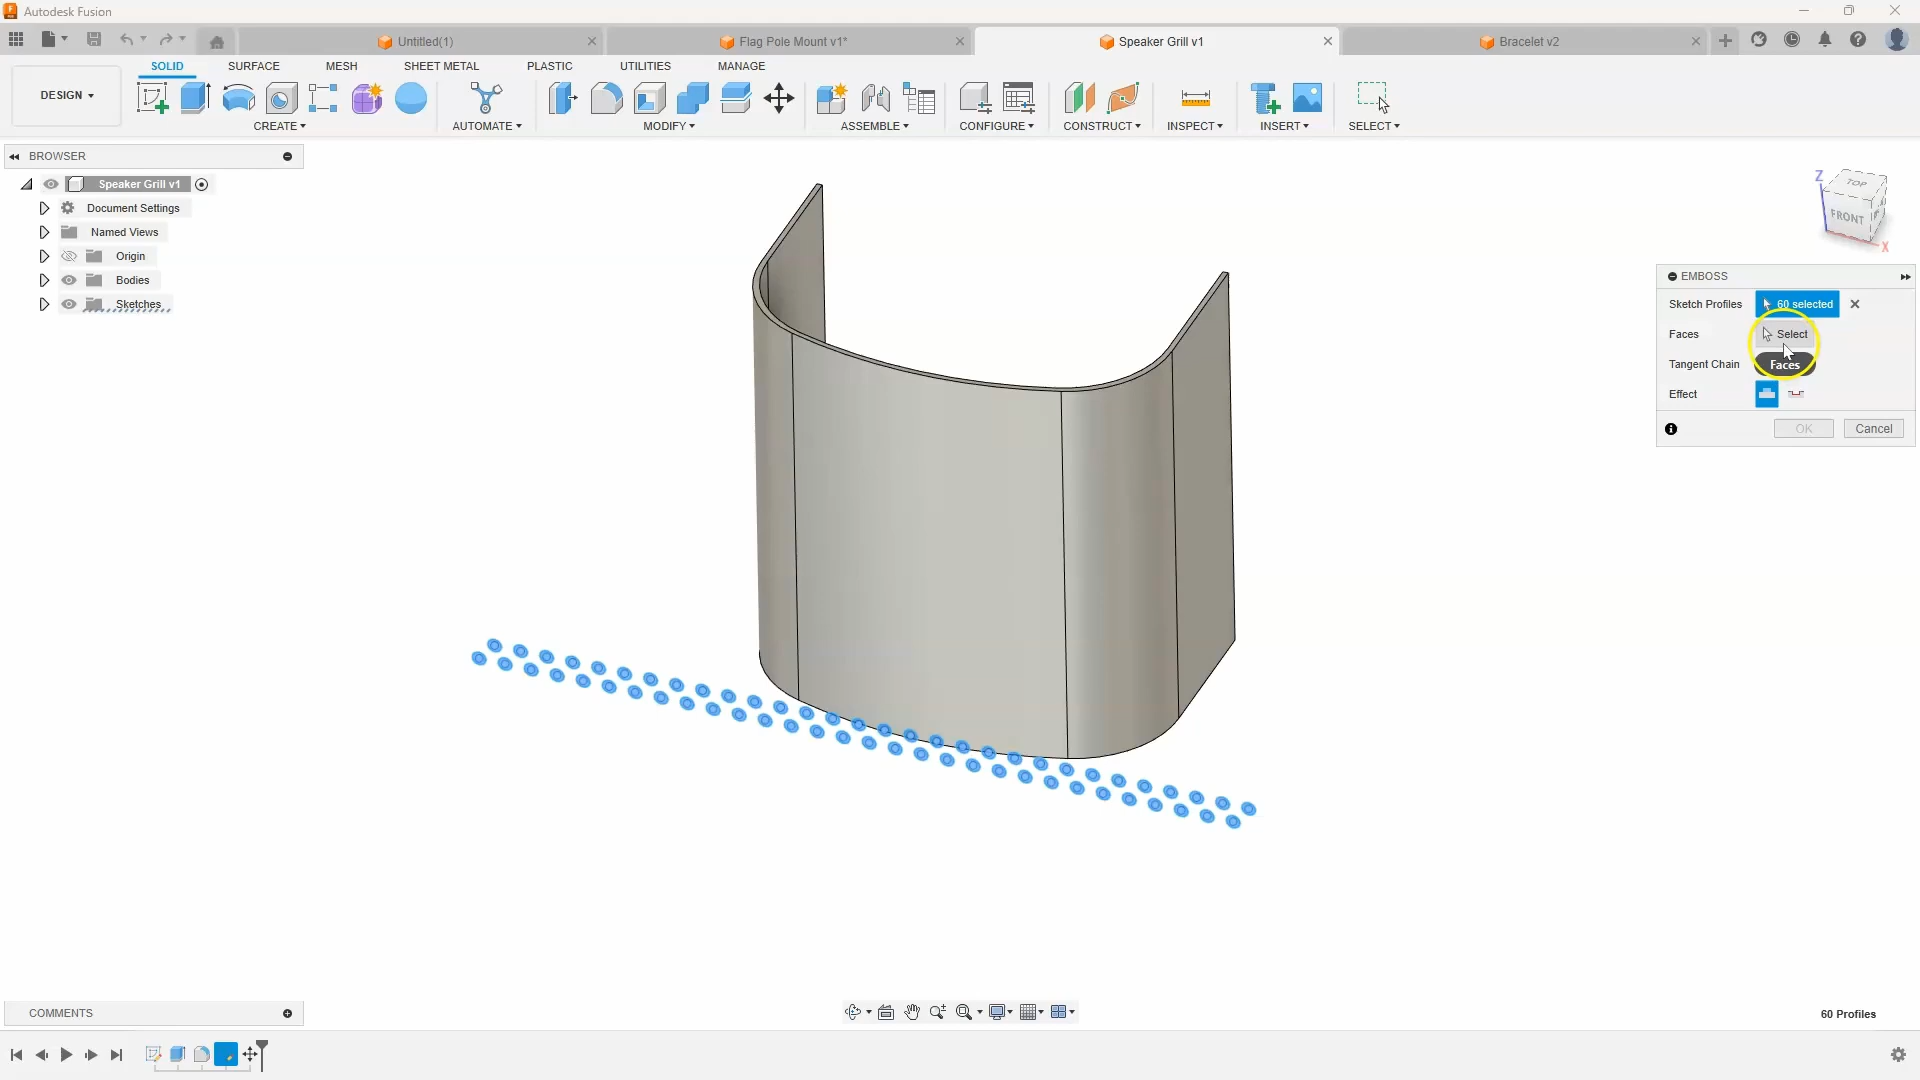 Autodesk Fusion
Untitled(1)
Flag Pole Mount v1*
Speaker Grill v1
Bracelet v2
DESIGN
SOLID
SURFACE
MESH
SHEET METAL
PLASTIC
UTILITIES
MANAGE
CREATE
AUTOMATE
MODIFY
ASSEMBLE
CONFIGURE
CONSTRUCT
INSPECT
INSERT
SELECT
BROWSER
Speaker Grill v1
Document Settings
Named Views
Origin
Bodies
Sketches
Z
TOP
FRONT
X
EMBOSS
Sketch Profiles
60 selected
Faces
Select
Tangent Chain
Faces
Effect
OK
Cancel
COMMENTS
60 Profiles